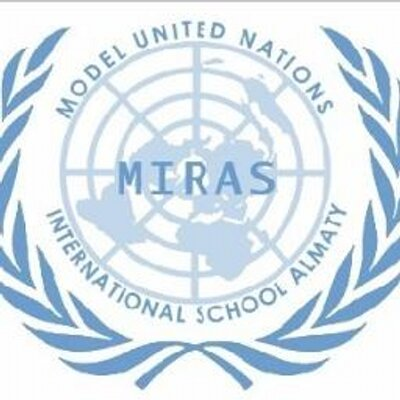 MODEL UNITED NATIONS
MIRAS
INTERNATIONAL SCHOOL ALMATY